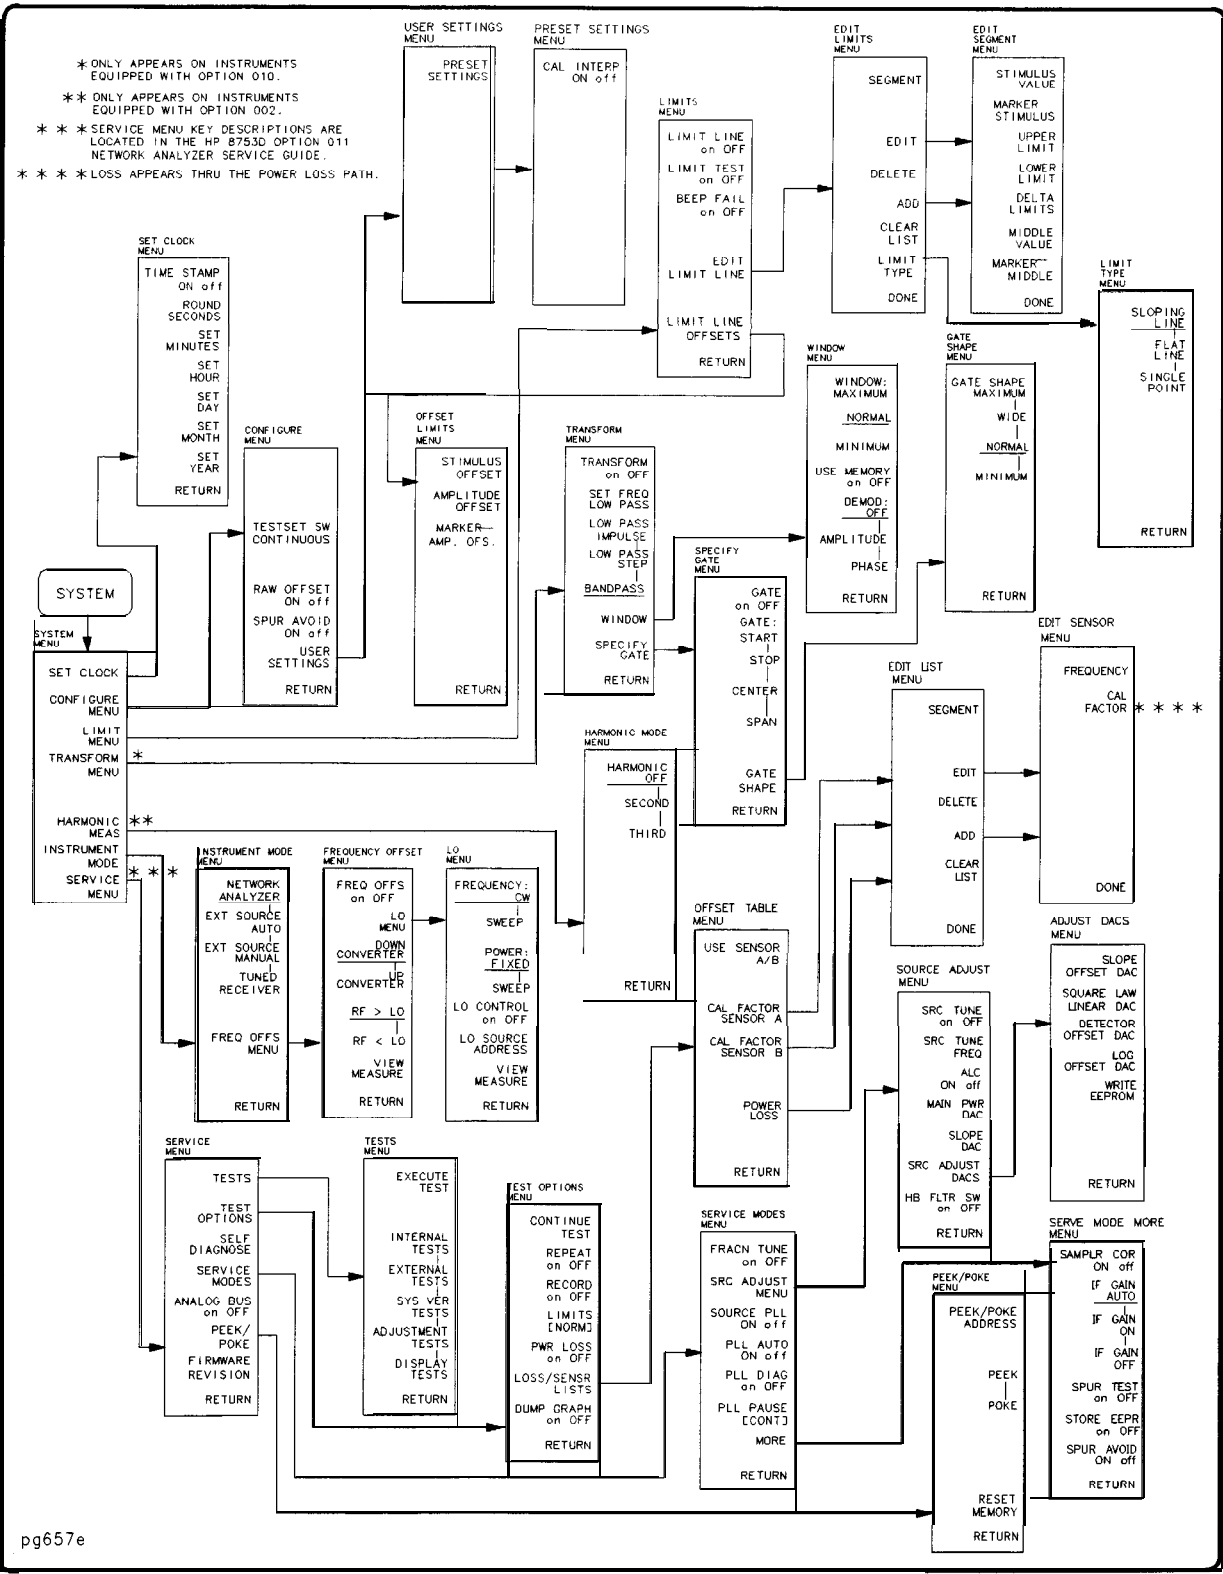 * ONLY APPEARS ON INSTRUMENTS
EQUIPPED WITH OPTION 010.
** ONLY APPEARS ON INSTRUMENTS
EQUIPPED WITH OPTION 002.
* * * SERVICE MENU KEY DESCRIPTIONS ARE
LOCATED IN THE HP 8753D OPTION 011
NETWORK ANALYZER SERVICE GUIDE.
* * * * LOSS APPEARS THRU THE POWER LOSS PATH.
USER SETTINGS
MENU
PRESET
SETTINGS
PRESET SETTINGS
MENU
CAL INTERP
ON off
LIMITS
MENU
LIMIT LINE
on OFF
LIMIT TEST
on OFF
BEEP FAIL
on OFF
EDIT
LIMIT LINE
LIMIT LINE
OFFSETS
RETURN
EDIT
LIMITS
MENU
SEGMENT
EDIT
DELETE
ADD
CLEAR
LIST
LIMIT
TYPE
DONE
EDIT
SEGMENT
MENU
STIMULUS
VALUE
MARKER
STIMULUS
UPPER
LIMIT
LOWER
LIMIT
DELTA
LIMITS
MIDDLE
VALUE
MARKER
MIDDLE
DONE
LIMIT
TYPE
MENU
SLOPING
LINE
FLAT
LINE
SINGLE
POINT
RETURN
SET CLOCK
MENU
TIME STAMP
ON off
ROUND
SECONDS
SET
MINUTES
SET
HOUR
SET
DAY
SET
MONTH
SET
YEAR
RETURN
CONFIGURE
MENU
TESTSET SW
CONTINUOUS
RAW OFFSET
ON off
SPUR AVOID
ON off
USER
SETTINGS
RETURN
OFFSET
LIMITS
MENU
STIMULUS
OFFSET
AMPLITUDE
OFFSET
MARKER
AMP. OFS.
RETURN
TRANSFORM
MENU
TRANSFORM
on OFF
SET FREQ
LOW PASS
LOW PASS
IMPULSE
LOW PASS
STEP
BANDPASS
WINDOW
SPECIFY
GATE
RETURN
WINDOW
MENU
WINDOW:
MAXIMUM
NORMAL
MINIMUM
USE MEMORY
on OFF
DEMOD:
OFF
AMPLITUDE
PHASE
RETURN
GATE
SHAPE
MENU
GATE SHAPE
MAXIMUM
WIDE
NORMAL
MINIMUM
RETURN
SPECIFY
GATE
MENU
GATE
on OFF
GATE:
START
STOP
CENTER
SPAN
GATE
SHAPE
RETURN
SYSTEM
SYSTEM
MENU
SET CLOCK
CONFIGURE
MENU
LIMIT
MENU
TRANSFORM *
MENU
HARMONIC **
MEAS
INSTRUMENT
MODE
SERVICE * * *
MENU
HARMONIC MODE
MENU
HARMONIC
OFF
SECOND
THIRD
RETURN
EDIT LIST
MENU
SEGMENT
EDIT
DELETE
ADD
CLEAR
LIST
DONE
EDIT SENSOR
MENU
FREQUENCY
CAL
FACTOR * * * *
DONE
INSTRUMENT MODE
MENU
NETWORK
ANALYZER
EXT SOURCE
AUTO
EXT SOURCE
MANUAL
TUNED
RECEIVER
FREQ OFFS
MENU
RETURN
FREQUENCY OFFSET
MENU
FREQ OFFS
on OFF
LO
MENU
DOWN
CONVERTER
UP
CONVERTER
RF > LO
RF < LO
VIEW
MEASURE
RETURN
LO
MENU
FREQUENCY:
CW
SWEEP
POWER:
FIXED
SWEEP
LO CONTROL
on OFF
LO SOURCE
ADDRESS
VIEW
MEASURE
RETURN
OFFSET TABLE
MENU
USE SENSOR
A/B
CAL FACTOR
SENSOR A
CAL FACTOR
SENSOR B
POWER
LOSS
RETURN
SOURCE ADJUST
MENU
SRC TUNE
on OFF
SRC TUNE
FREQ
ALC
ON off
MAIN PWR
DAC
SLOPE
DAC
SRC ADJUST
DACS
HB FLTR SW
on OFF
RETURN
ADJUST DACS
MENU
SLOPE
OFFSET DAC
SQUARE LAW
LINEAR DAC
DETECTOR
OFFSET DAC
LOG
OFFSET DAC
WRITE
EEPROM
RETURN
SERVICE
MENU
TESTS
TEST
OPTIONS
SELF
DIAGNOSE
SERVICE
MODES
ANALOG BUS
on OFF
PEEK/
POKE
FIRMWARE
REVISION
RETURN
TESTS
MENU
EXECUTE
TEST
INTERNAL
TESTS
EXTERNAL
TESTS
SYS VER
TESTS
ADJUSTMENT
TESTS
DISPLAY
TESTS
RETURN
TEST OPTIONS
MENU
CONTINUE
TEST
REPEAT
on OFF
RECORD
on OFF
LIMITS
[NORM]
PWR LOSS
on OFF
LOSS/SENSR
LISTS
DUMP GRAPH
on OFF
RETURN
SERVICE MODES
MENU
FRACN TUNE
on OFF
SRC ADJUST
MENU
SOURCE PLL
ON off
PLL AUTO
ON off
PLL DIAG
on OFF
PLL PAUSE
[CONT]
MORE
RETURN
PEEK/POKE
MENU
PEEK/POKE
ADDRESS
PEEK
POKE
RESET
MEMORY
RETURN
SERVE MODE MORE
MENU
SAMPLR COR
ON off
IF GAIN
AUTO
IF GAIN
ON
IF GAIN
OFF
SPUR TEST
on OFF
STORE EEPR
on OFF
SPUR AVOID
ON off
RETURN
pg657e